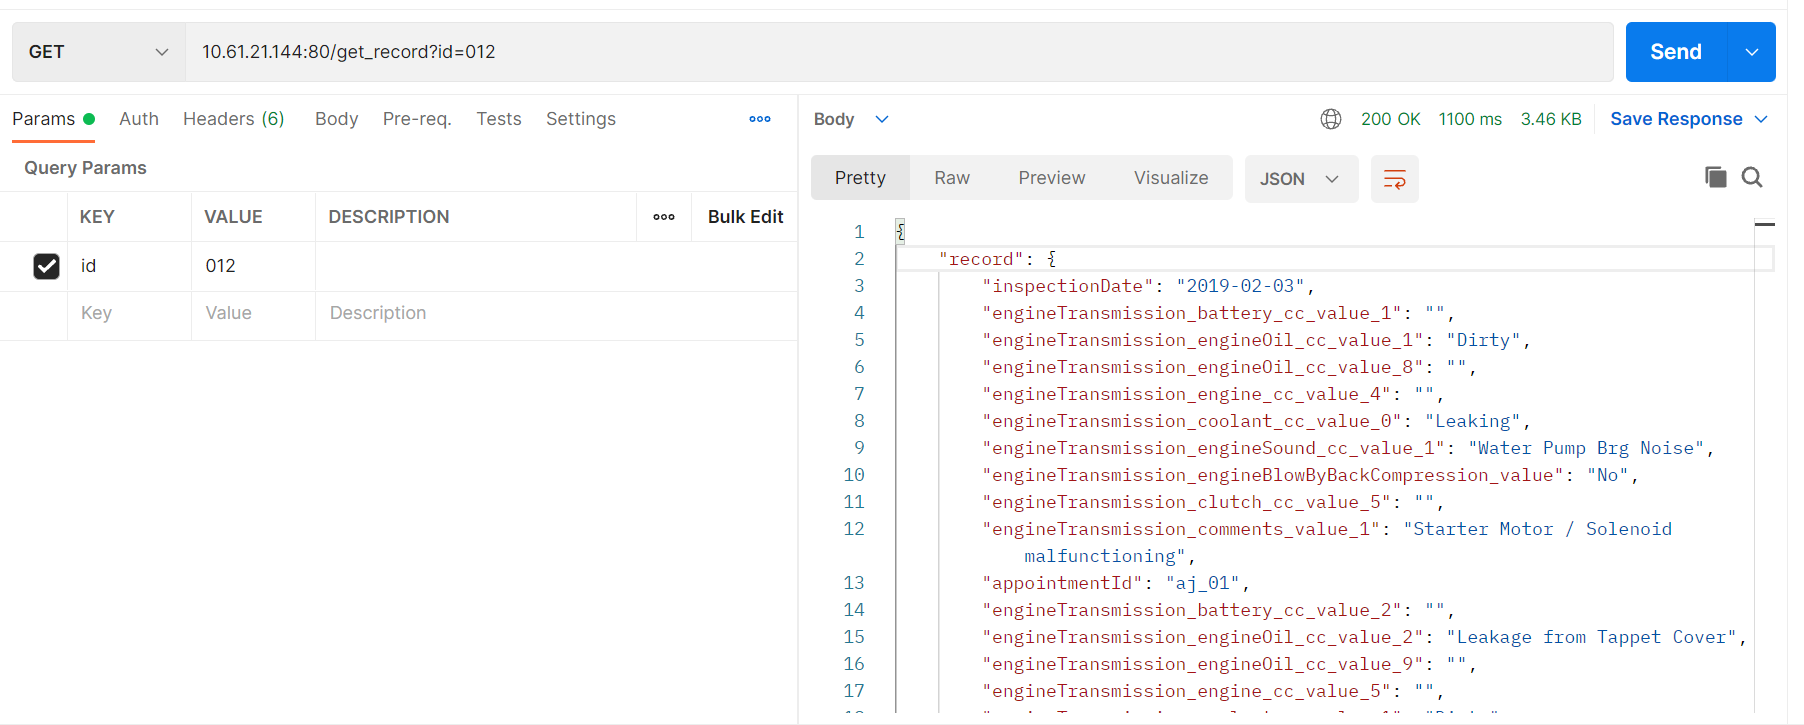 GET 10.61.21.144:80/get_record?id=012 Send
Params Auth Headers (6) Body Pre-req. Tests Settings
Query Params
KEY VALUE DESCRIPTION Bulk Edit
id 012
Key Value Description
Body 200 OK 1100 ms 3.46 KB Save Response
Pretty Raw Preview Visualize JSON
1 {
2 "record": {
3 "inspectionDate": "2019-02-03",
4 "engineTransmission_battery_cc_value_1": "",
5 "engineTransmission_engineOil_cc_value_1": "Dirty",
6 "engineTransmission_engineOil_cc_value_8": "",
7 "engineTransmission_engine_cc_value_4": "",
8 "engineTransmission_coolant_cc_value_0": "Leaking",
9 "engineTransmission_engineSound_cc_value_1": "Water Pump Brg Noise",
10 "engineTransmission_engineBlowByBackCompression_value": "No",
11 "engineTransmission_clutch_cc_value_5": "",
12 "engineTransmission_comments_value_1": "Starter Motor / Solenoid
malfunctioning",
13 "appointmentId": "aj_01",
14 "engineTransmission_battery_cc_value_2": "",
15 "engineTransmission_engineOil_cc_value_2": "Leakage from Tappet Cover",
16 "engineTransmission_engineOil_cc_value_9": "",
17 "engineTransmission_engine_cc_value_5": "",